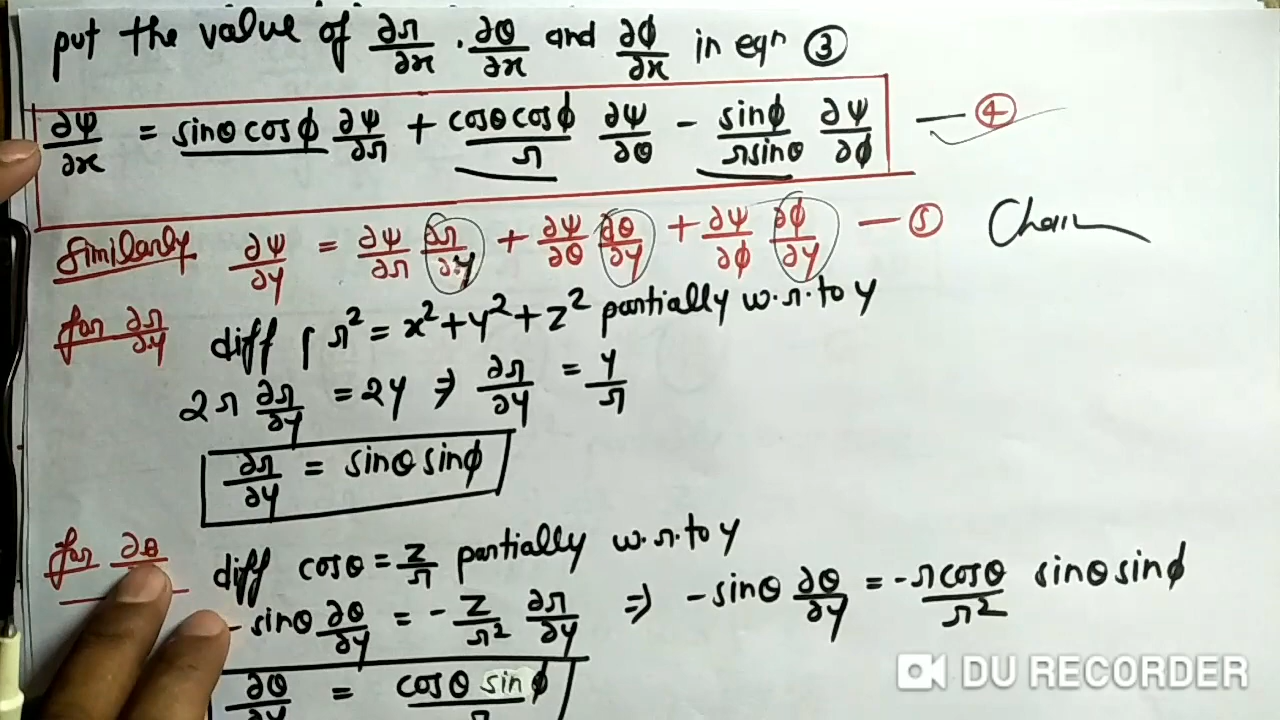 put the value of ∂r/∂x . ∂θ/∂x and ∂ϕ/∂x in eqn ③
∂ψ/∂x = sinθ cosϕ ∂ψ/∂r + cosθ cosϕ/r ∂ψ/∂θ - sinϕ/r sinθ ∂ψ/∂ϕ — ④
Similarly ∂ψ/∂y = ∂ψ/∂r ∂r/∂y + ∂ψ/∂θ ∂θ/∂y + ∂ψ/∂ϕ ∂ϕ/∂y — ⑤ Chain
for ∂r/∂y diff r² = x²+y²+z² partially w.r.to y
2r ∂r/∂y = 2y ⇒ ∂r/∂y = y/r
∂r/∂y = sinθ sinϕ
for ∂θ diff cosθ = z/r partially w.r.to y
- sinθ ∂θ/∂y = - z/r² ∂r/∂y ⇒ - sinθ ∂θ/∂y = - r cosθ/r² sinθ sinϕ
∂θ/∂y = cosθ sinϕ/r
DU RECORDER